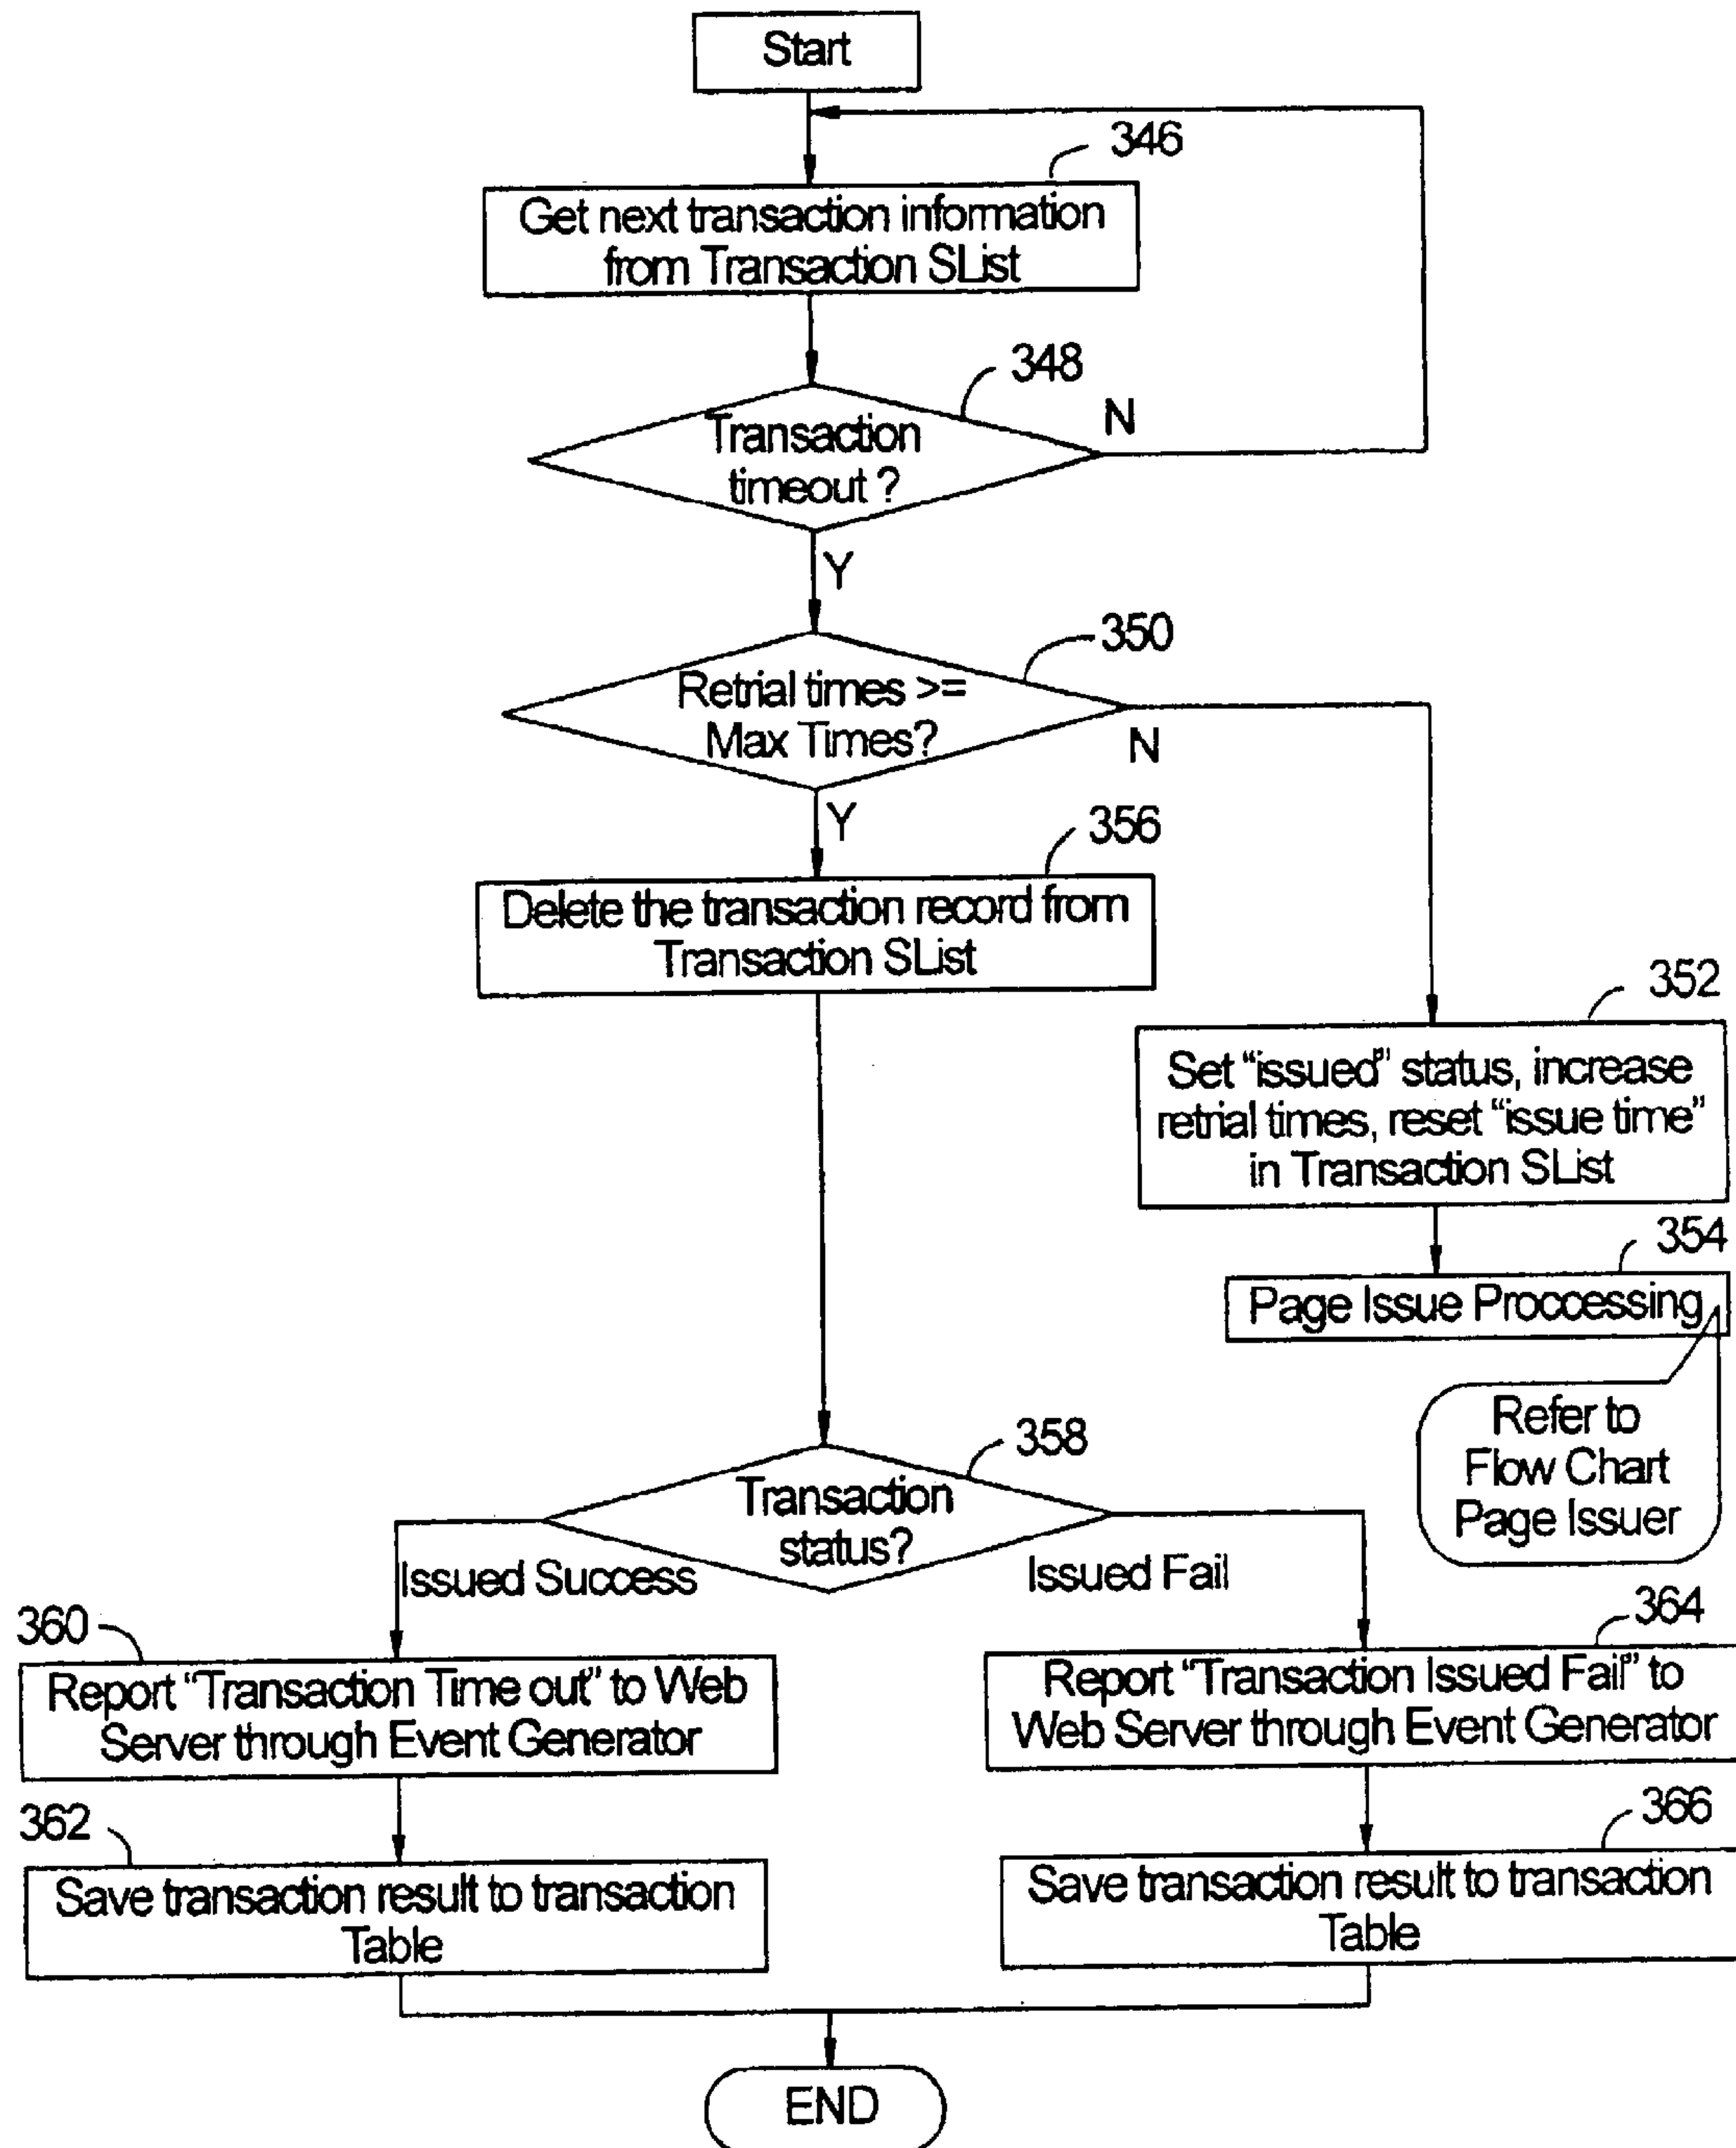 Start
346
Get next transaction information
from Transaction SList
348
Transaction
timeout ?
N
Y
350
Retrial times >=
Max Times?
N
Y
356
Delete the transaction record from
Transaction SList
352
Set “issued” status, increase
retrial times, reset “issue time”
in Transaction SList
354
Page Issue Proccessing
Refer to
Flow Chart
Page Issuer
358
Transaction
status?
Issued Success
Issued Fail
360
Report “Transaction Time out” to Web
Server through Event Generator
364
Report “Transaction Issued Fail” to
Web Server through Event Generator
362
Save transaction result to transaction
Table
366
Save transaction result to transaction
Table
END